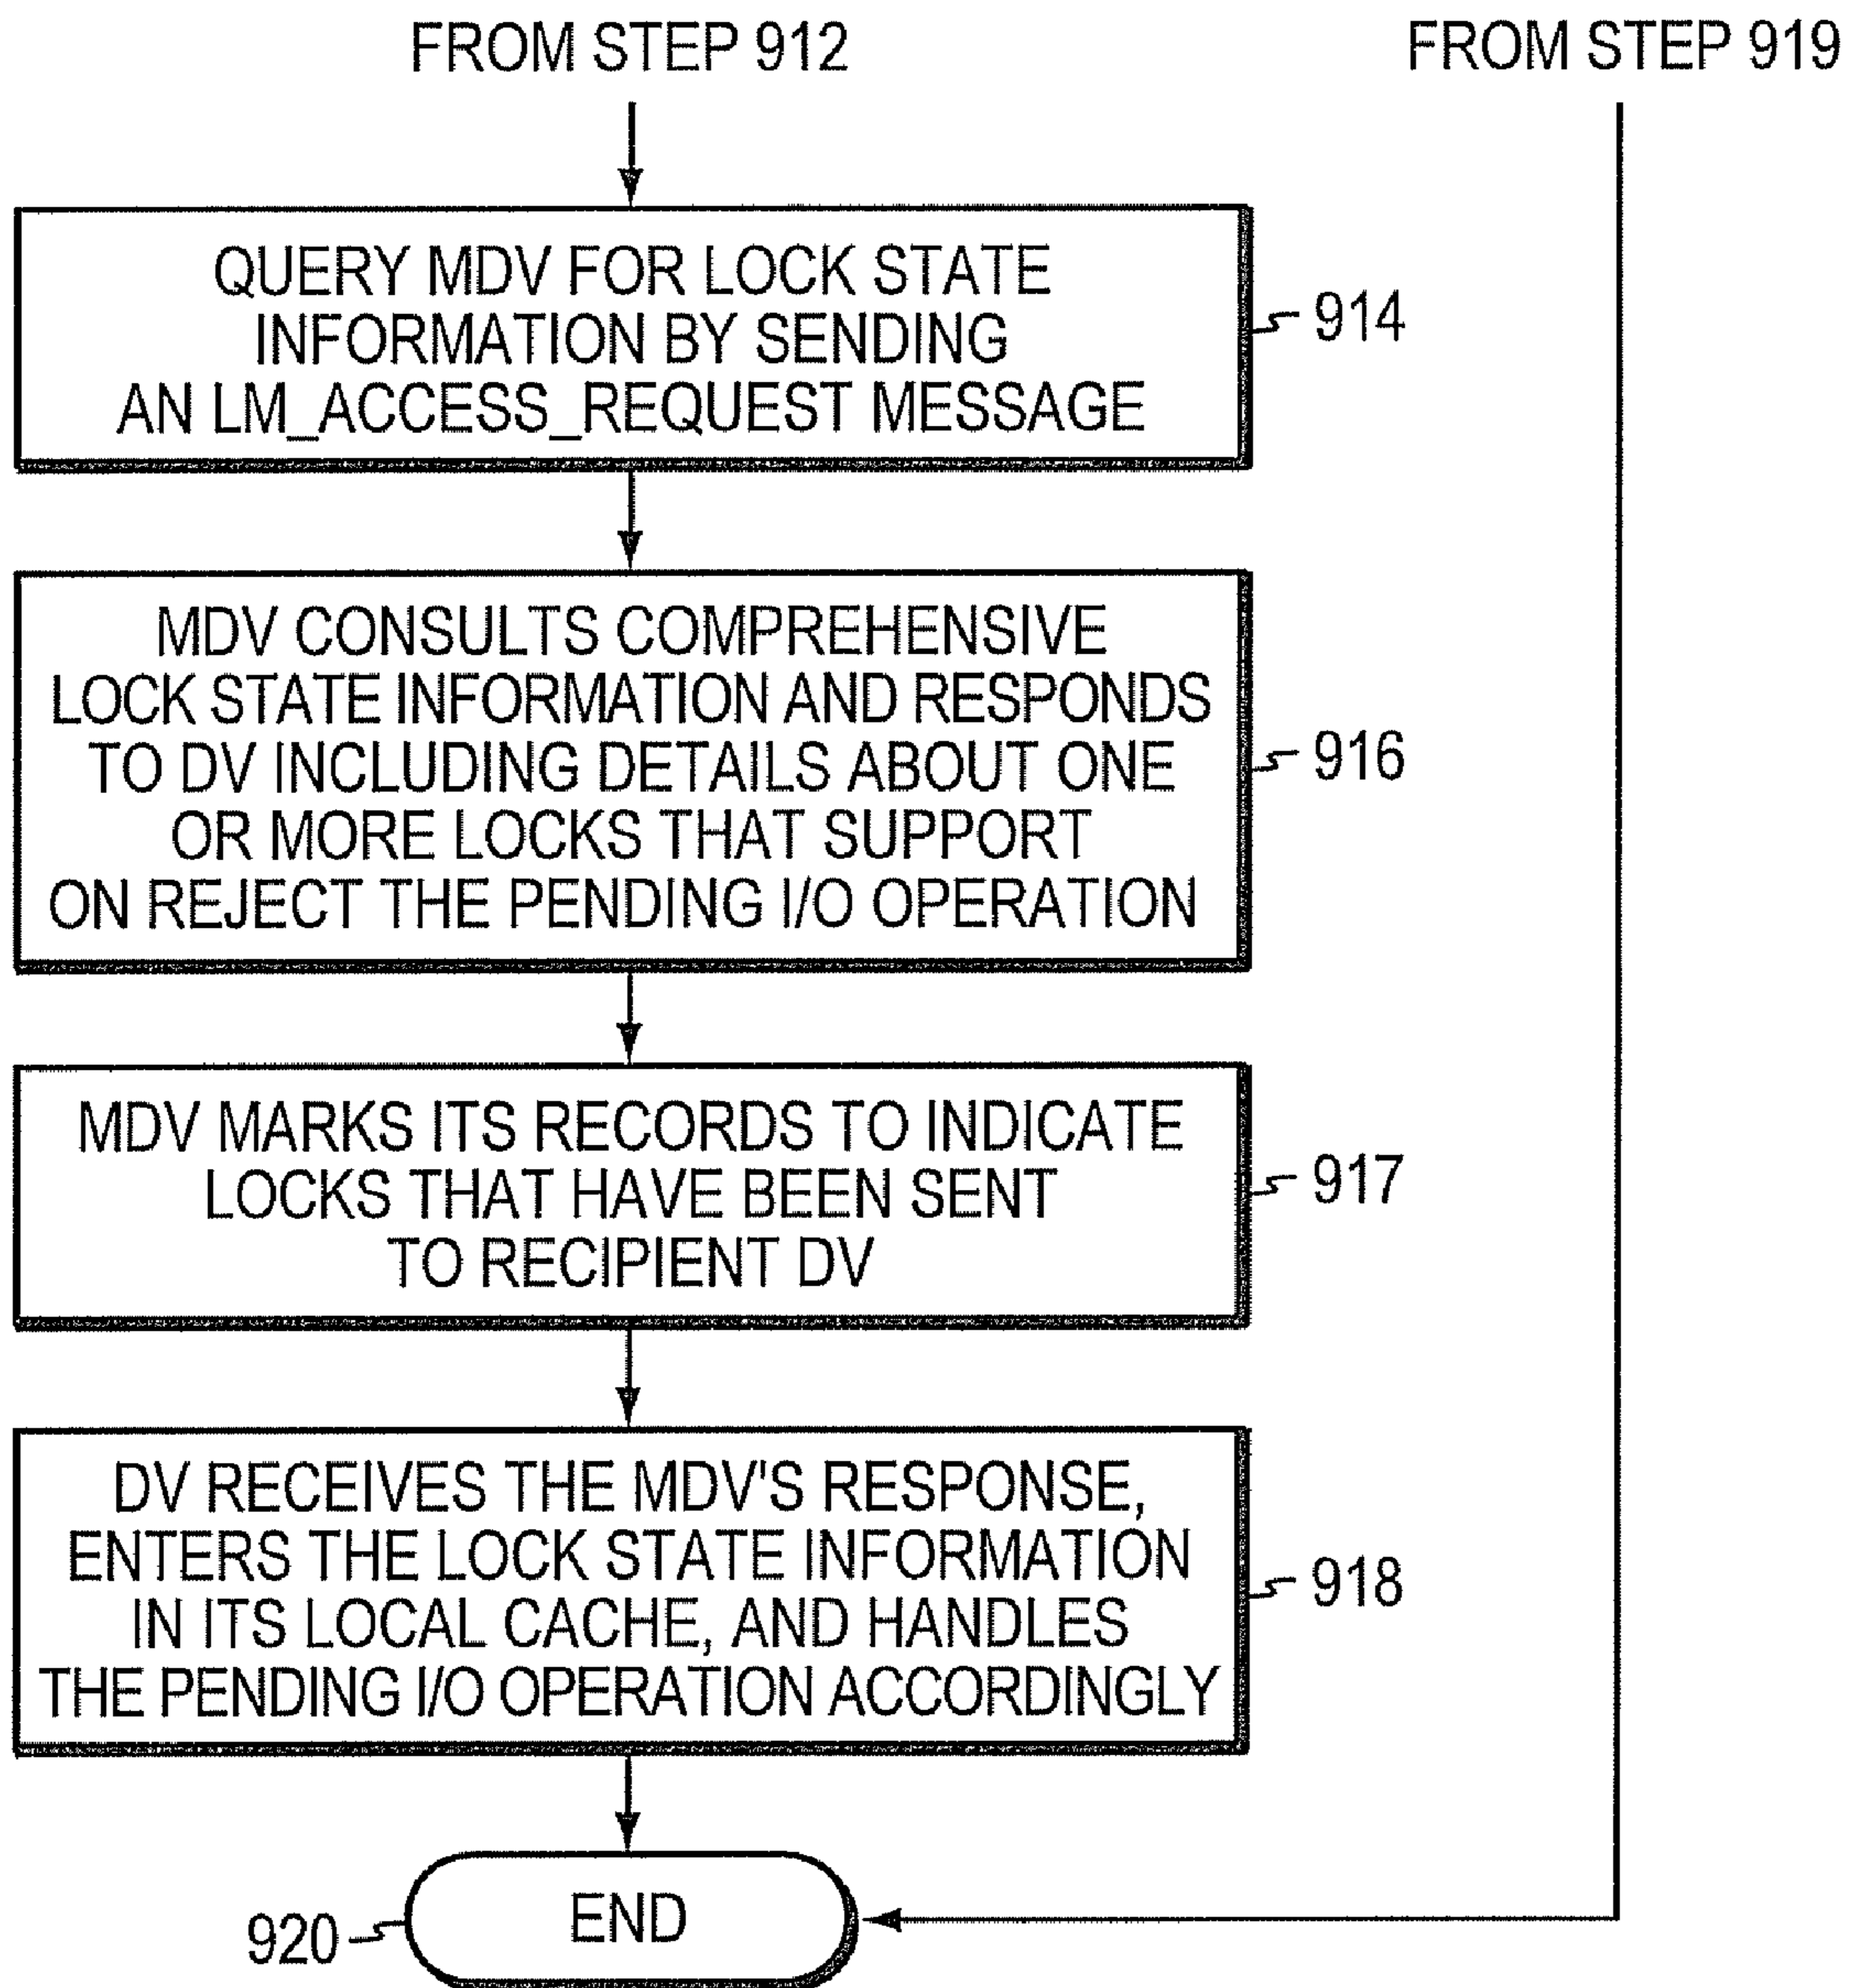 FROM STEP 912
FROM STEP 919
QUERY MDV FOR LOCK STATE
INFORMATION BY SENDING
AN LM_ACCESS_REQUEST MESSAGE
914
MDV CONSULTS COMPREHENSIVE
LOCK STATE INFORMATION AND RESPONDS
TO DV INCLUDING DETAILS ABOUT ONE
OR MORE LOCKS THAT SUPPORT
ON REJECT THE PENDING I/O OPERATION
916
MDV MARKS ITS RECORDS TO INDICATE
LOCKS THAT HAVE BEEN SENT
TO RECIPIENT DV
917
DV RECEIVES THE MDV'S RESPONSE,
ENTERS THE LOCK STATE INFORMATION
IN ITS LOCAL CACHE, AND HANDLES
THE PENDING I/O OPERATION ACCORDINGLY
918
END
920